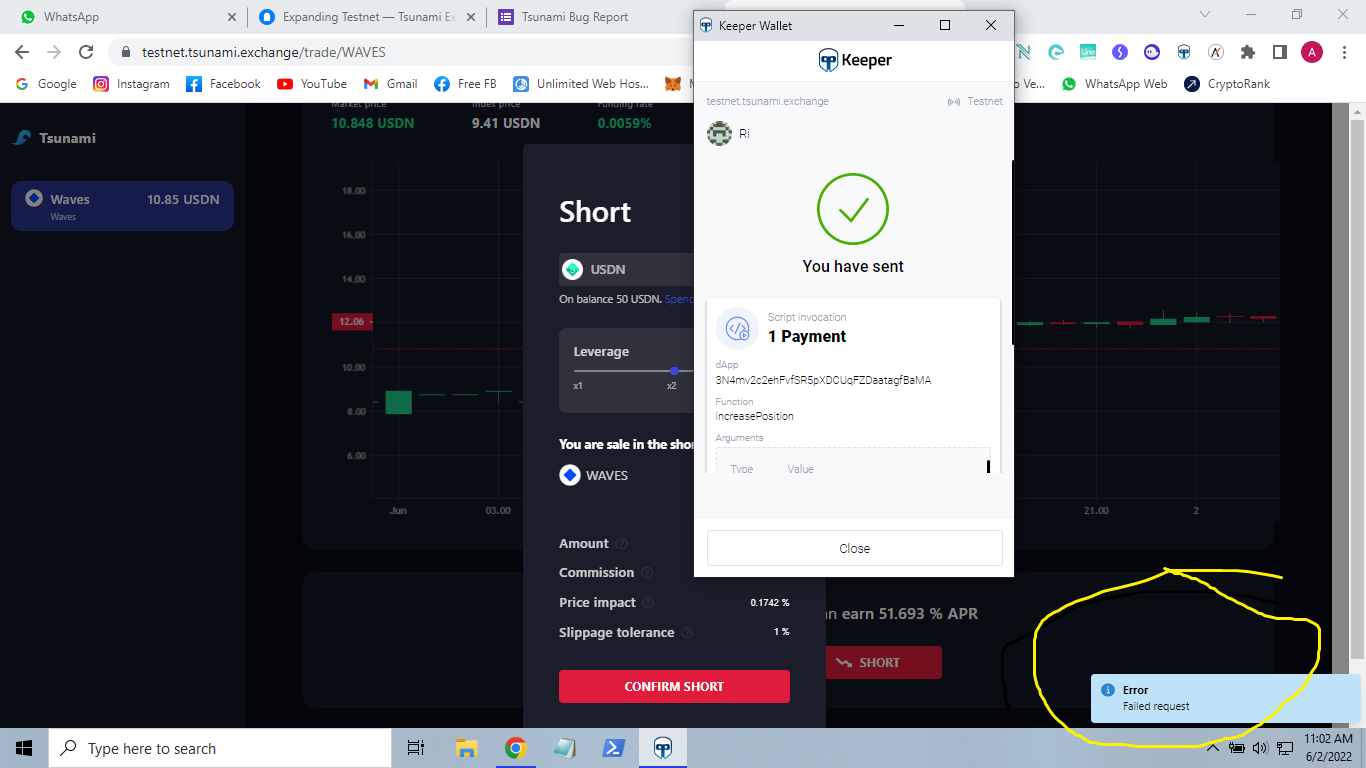 WhatsApp
Expanding Testnet — Tsunami Ex
Tsunami Bug Report
testnet.tsunami.exchange/trade/WAVES
A
Google
Instagram
Facebook
YouTube
Gmail
Free FB
Unlimited Web Hos...
o Ve...
WhatsApp Web
CryptoRank
Keeper Wallet
Keeper
testnet.tsunami.exchange
Testnet
Ri
You have sent
Script invocation
1 Payment
dApp
3N4mv2c2ehFvfSR5pXDCUqFZDaatagfBaMA
Function
increasePosition
Arguments
Type Value
Close
Tsunami
Waves 10.85 USDN
Waves
Market price Index price Funding rate
10.848 USDN 9.41 USDN 0.0059%
18.00
16.00
14.00
12.06
10.00
8.00
6.00
Jun 03.00 21.00 2
Short
USDN
On balance 50 USDN. Spend
Leverage
x1 x2
You are sale in the shor
WAVES
Amount
Commission
Price impact 0.1742 %
Slippage tolerance 1 %
CONFIRM SHORT
an earn 51.693 % APR
SHORT
Error
Failed request
Type here to search
11:02 AM
6/2/2022